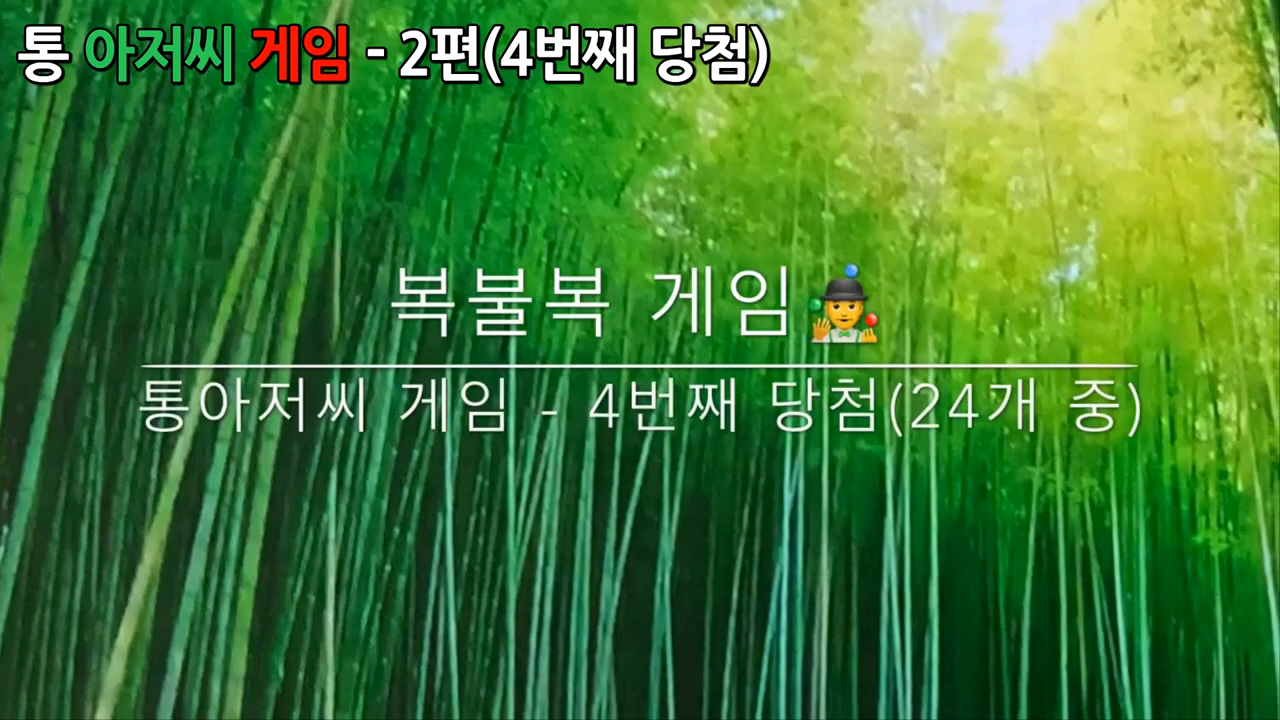 통 아저씨 게임 - 2편(4번째 당첨)
복불복 게임🤹
통아저씨 게임 - 4번째 당첨(24개 중)